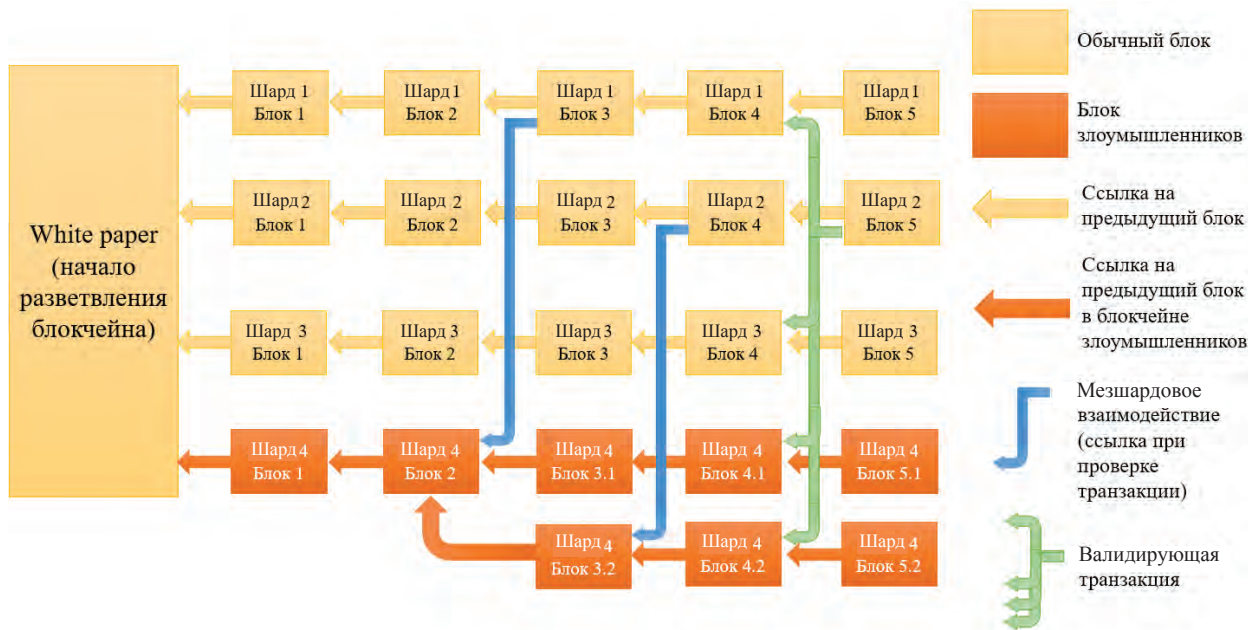 White paper
(начало
разветвления
блокчейна)
Шард 1
Блок 1
Шард 1
Блок 2
Шард 1
Блок 3
Шард 1
Блок 4
Шард 1
Блок 5
Шард 2
Блок 1
Шард 2
Блок 2
Шард 2
Блок 3
Шард 2
Блок 4
Шард 2
Блок 5
Шард 3
Блок 1
Шард 3
Блок 2
Шард 3
Блок 3
Шард 3
Блок 4
Шард 3
Блок 5
Шард 4
Блок 1
Шард 4
Блок 2
Шард 4
Блок 3.1
Шард 4
Блок 4.1
Шард 4
Блок 5.1
Шард 4
Блок 3.2
Шард 4
Блок 4.2
Шард 4
Блок 5.2
Обычный блок
Блок
злоумышленников
Ссылка на
предыдущий блок
Ссылка на
предыдущий блок
в блокчейне
злоумышленников
Мезшардовое
взаимодействие
(ссылка при
проверке
транзакции)
Валидирующая
транзакция